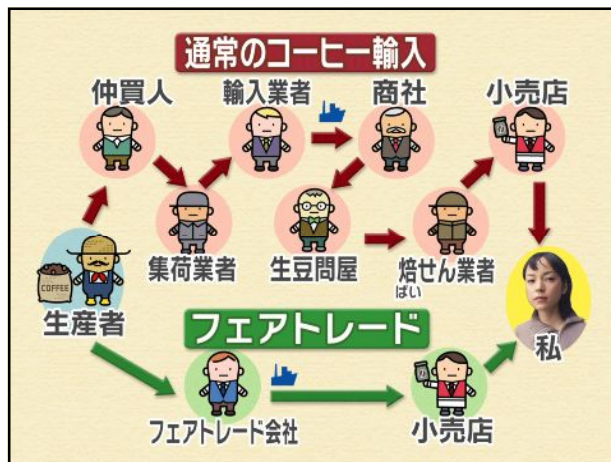 通常のコーヒー輸入
仲買人
輸入業者
商社
小売店
集荷業者
生豆問屋
焙せん業者
ばい
COFFEE
生産者
私
フェアトレード
フェアトレード会社
小売店